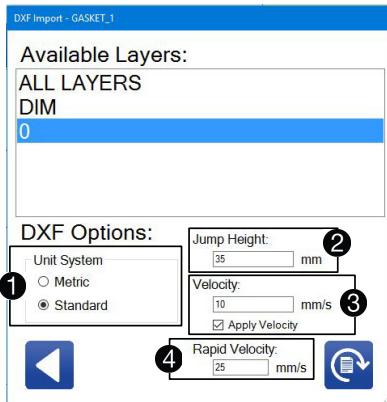 DXF Import - GASKET_1
Available Layers:
ALL LAYERS
DIM
0
DXF Options:
1
Unit System
Metric
Standard
2
Jump Height:
35 mm
3
Velocity:
10 mm/s
Apply Velocity
4
Rapid Velocity:
25 mm/s